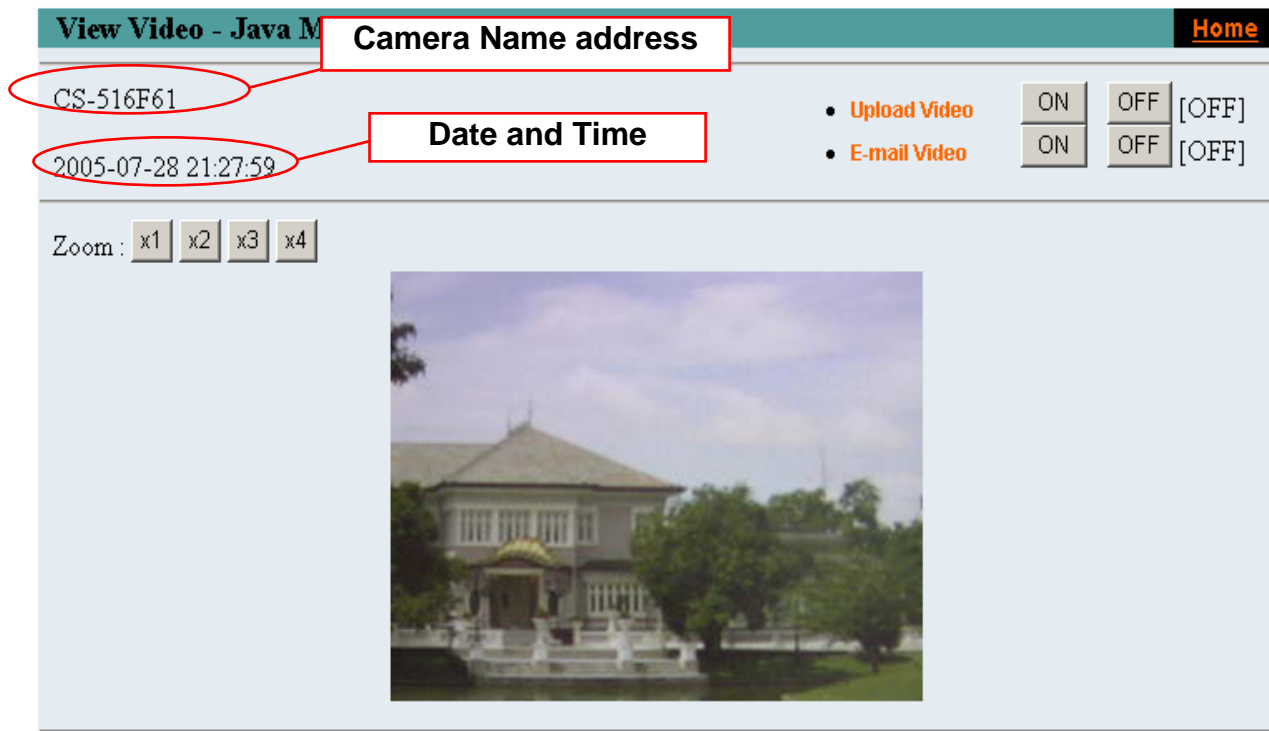 View Video - Java M
Camera Name address
Home
CS-516F61
Date and Time
2005-07-28 21:27:59
Upload Video ON OFF [OFF]
E-mail Video ON OFF [OFF]
Zoom : x1 x2 x3 x4